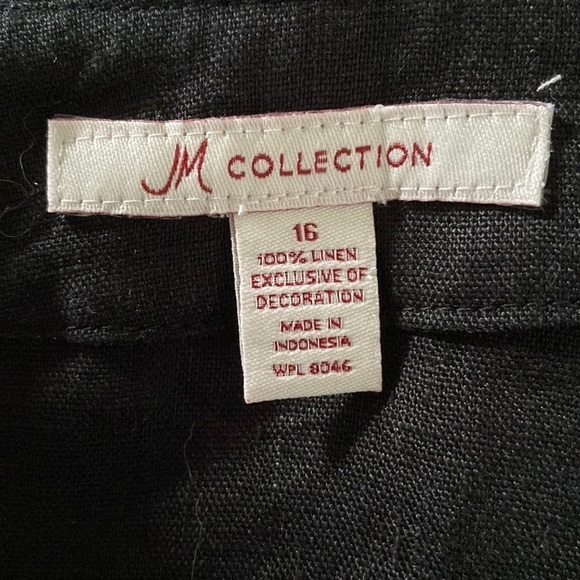 JM COLLECTION
16
100% LINEN
EXCLUSIVE OF
DECORATION
MADE IN
INDONESIA
WPL 8046